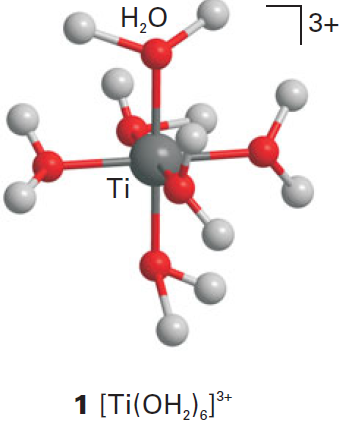 H₂O
3+
Ti
1 [Ti(OH₂)₆]³⁺